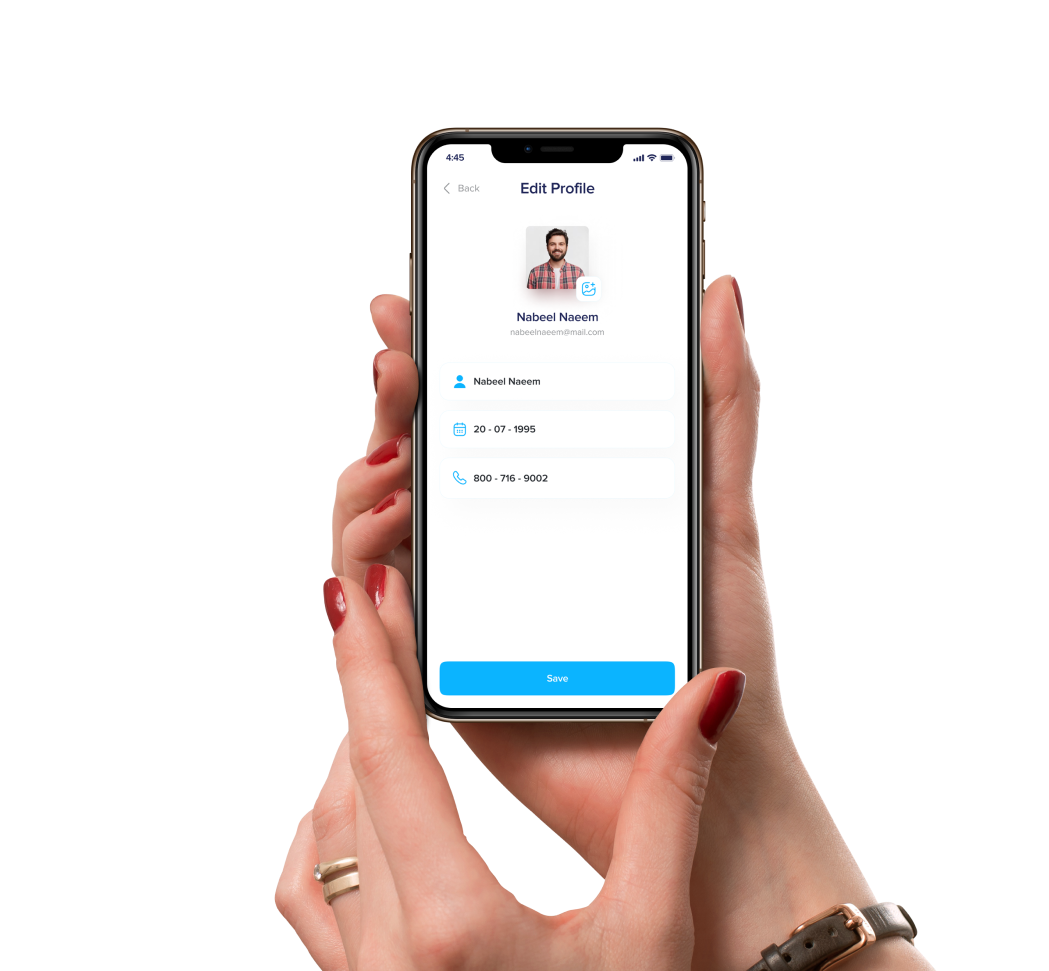 4:45
Back
Edit Profile
Nabeel Naeem
nabeelnaeem@mail.com
Nabeel Naeem
20 - 07 - 1995
800 - 716 - 9002
Save